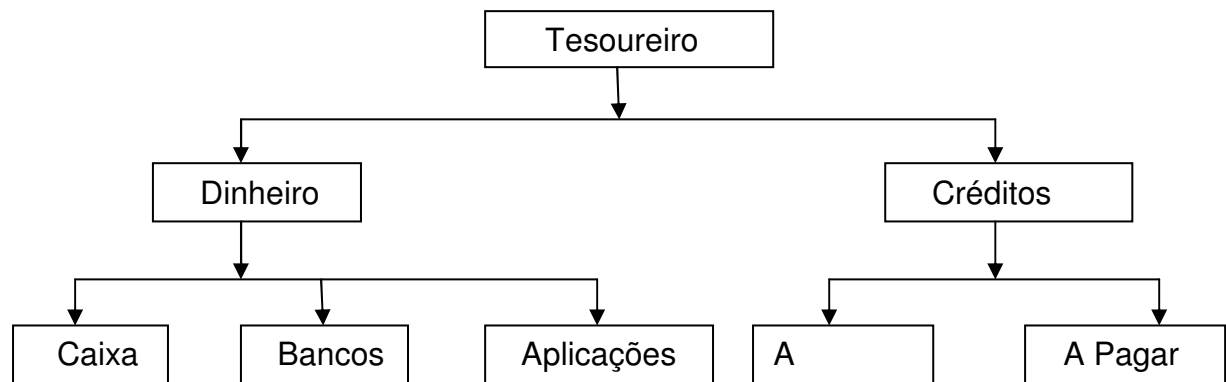 Tesoureiro
Dinheiro
Créditos
Caixa
Bancos
Aplicações
A
A Pagar